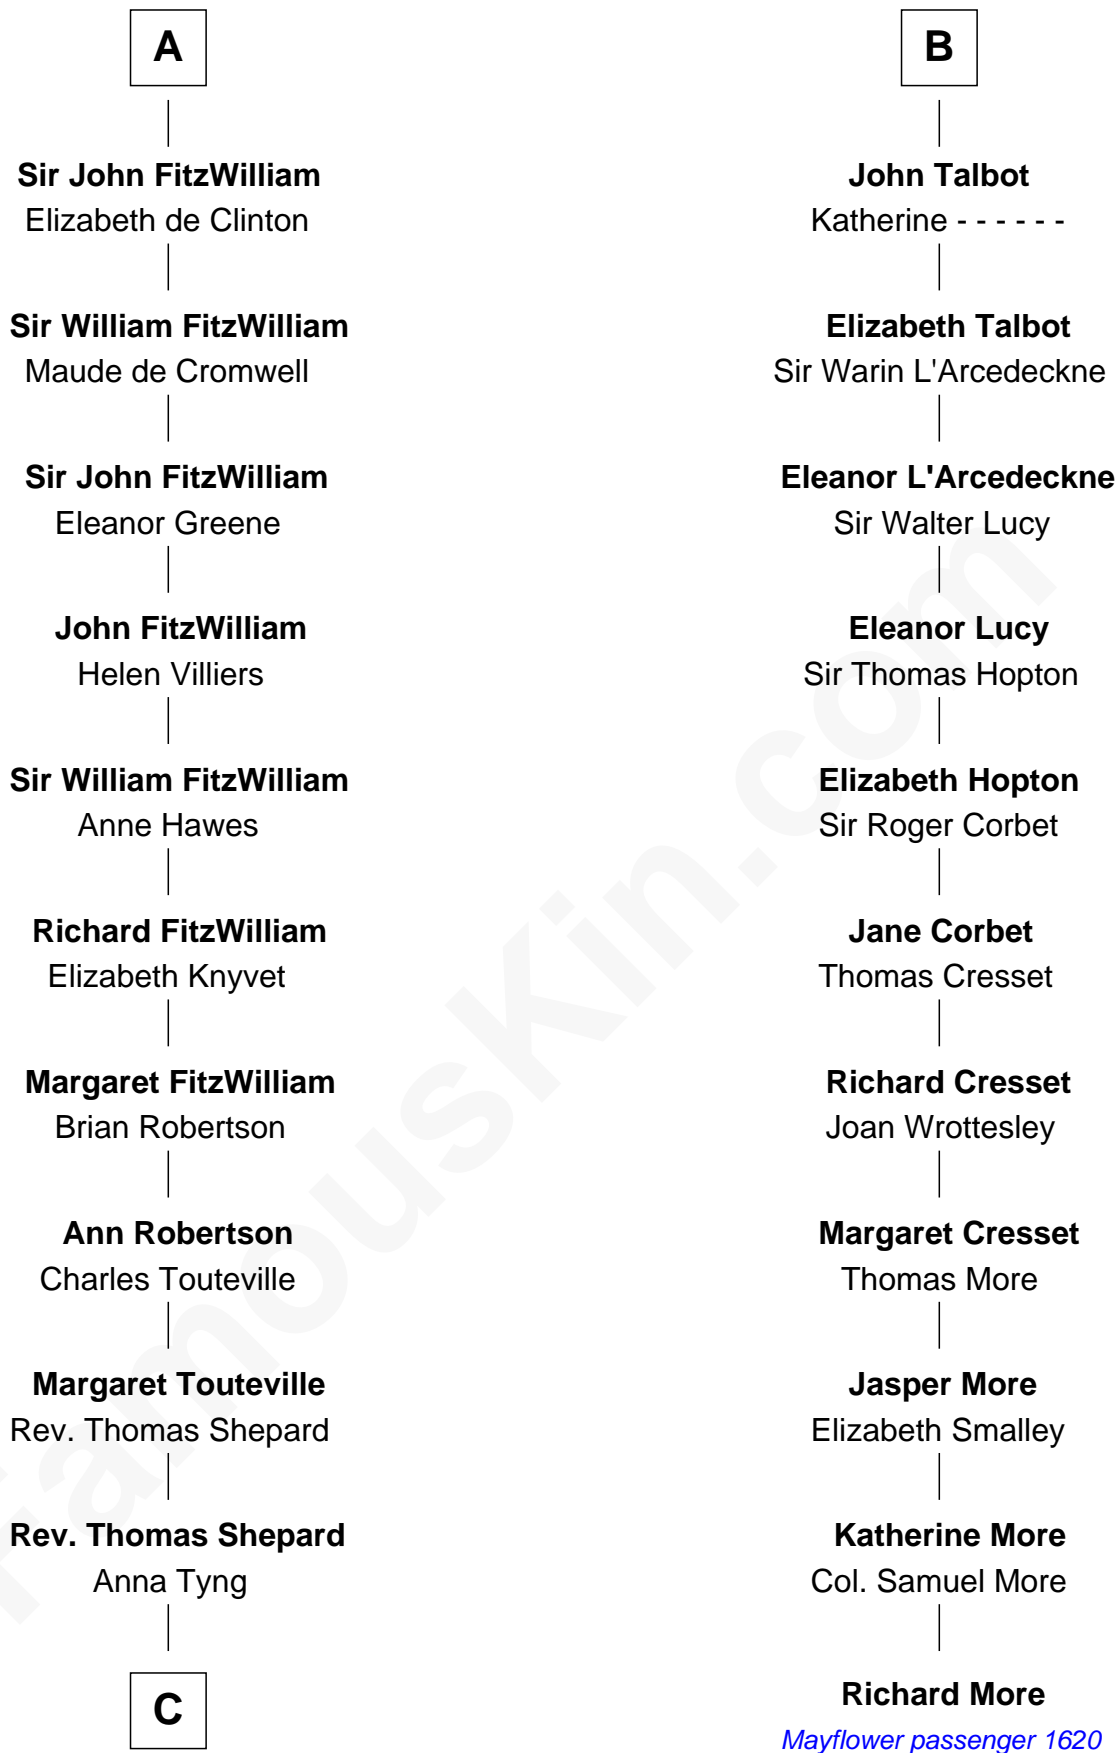 A
Sir John FitzWilliam
Elizabeth de Clinton
Sir William FitzWilliam
Maude de Cromwell
Sir John FitzWilliam
Eleanor Greene
John FitzWilliam
Helen Villiers
Sir William FitzWilliam
Anne Hawes
Richard FitzWilliam
Elizabeth Knyvet
Margaret FitzWilliam
Brian Robertson
Ann Robertson
Charles Touteville
Margaret Touteville
Rev. Thomas Shepard
Rev. Thomas Shepard
Anna Tyng
C
B
John Talbot
Katherine - - - - - -
Elizabeth Talbot
Sir Warin L'Arcedeckne
Eleanor L'Arcedeckne
Sir Walter Lucy
Eleanor Lucy
Sir Thomas Hopton
Elizabeth Hopton
Sir Roger Corbet
Jane Corbet
Thomas Cresset
Richard Cresset
Joan Wrottesley
Margaret Cresset
Thomas More
Jasper More
Elizabeth Smalley
Katherine More
Col. Samuel More
Richard More
Mayflower passenger 1620
FamousKin.com